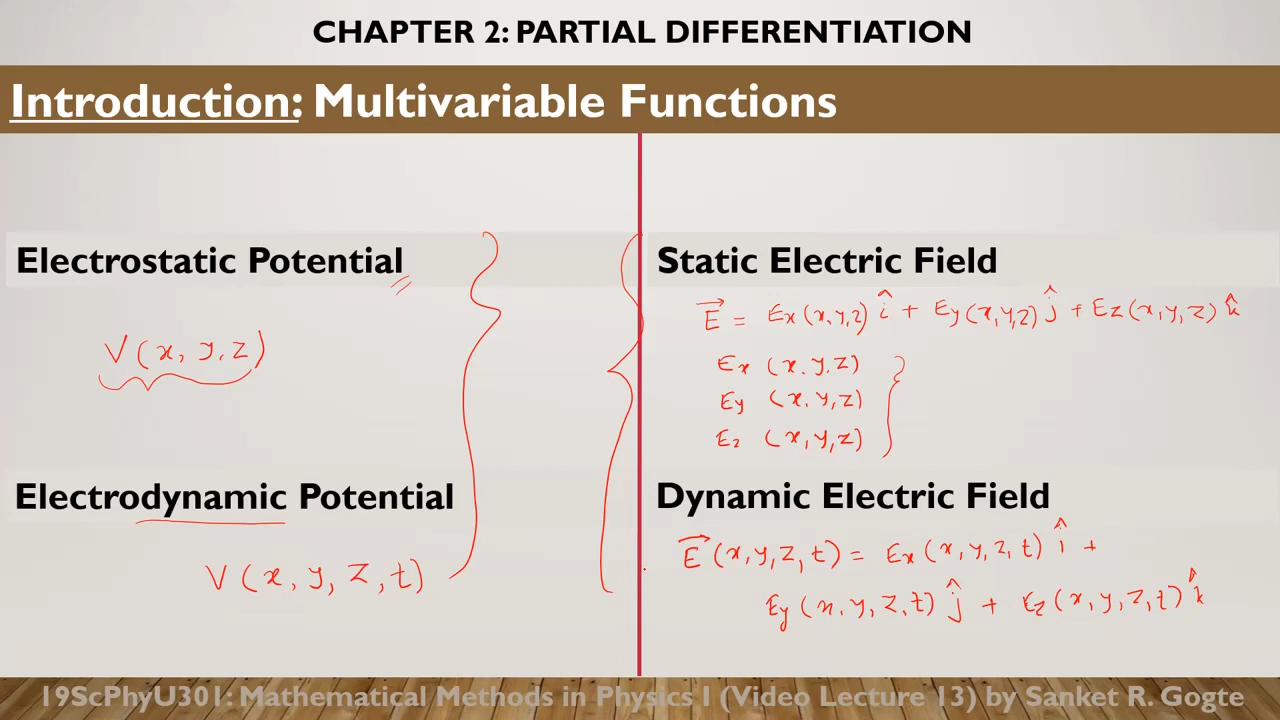 CHAPTER 2: PARTIAL DIFFERENTIATION
Introduction: Multivariable Functions
Electrostatic Potential
V(x, y, z)
Electrodynamic Potential
V(x, y, z, t)
Static Electric Field
E⃗ = Ex(x,y,z) î + Ey(x,y,z) ĵ + Ez(x,y,z) k̂
Ex (x,y,z)
Ey (x,y,z)
Ez (x,y,z)
Dynamic Electric Field
E⃗ (x,y,z,t) = Ex(x,y,z,t) î +
Ey(x,y,z,t) ĵ + Ez(x,y,z,t) k̂
19ScPhyU301: Mathematical Methods in Physics I (Video Lecture 13) by Sanket R. Gogte